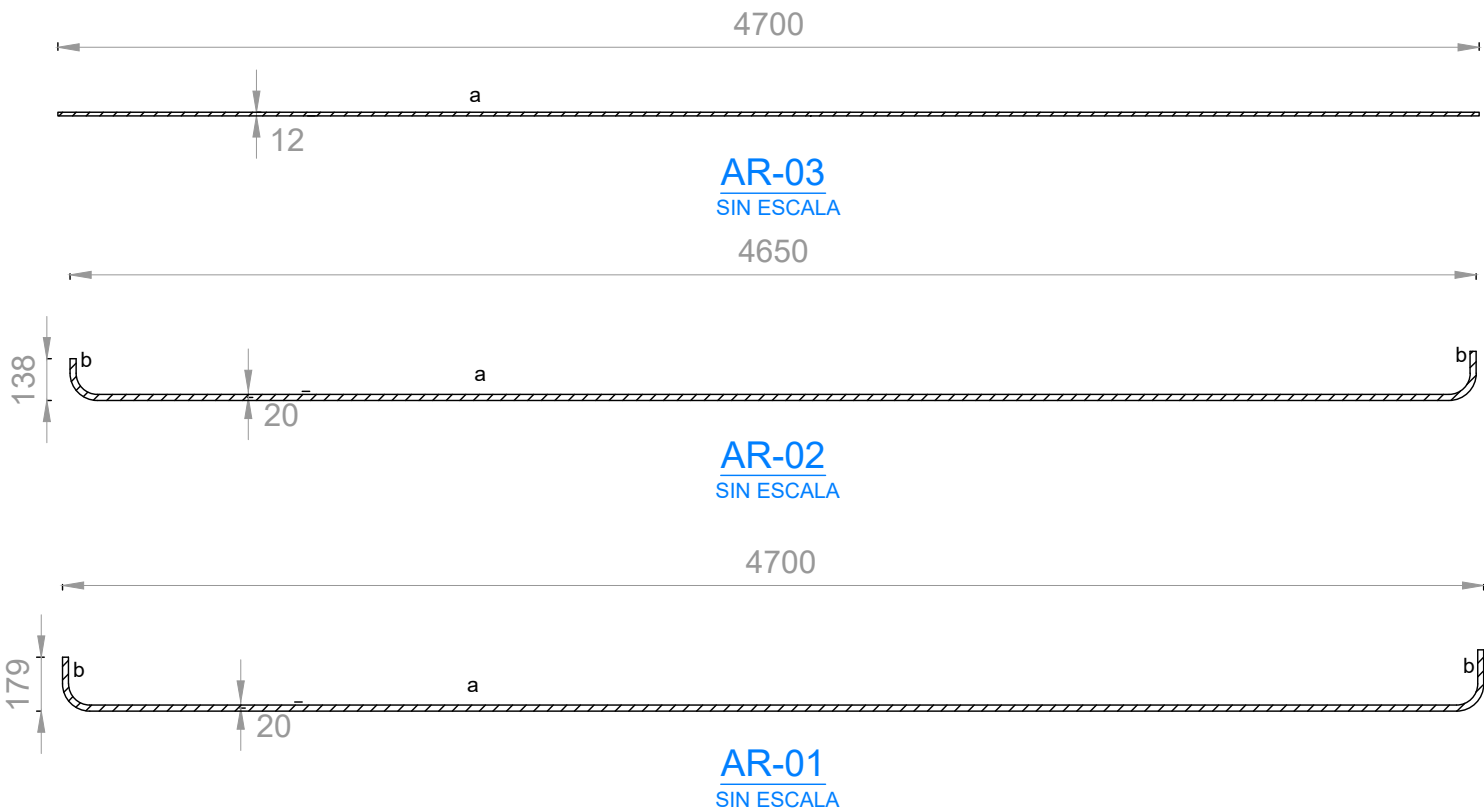 4700
a
12
AR-03
SIN ESCALA
4650
138
b
a
b
20
AR-02
SIN ESCALA
4700
179
b
a
b
20
AR-01
SIN ESCALA